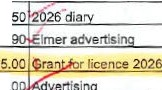 50 2026 diary
90 Elmer advertising
5.00 Grant for licence 2026
00 Advertising